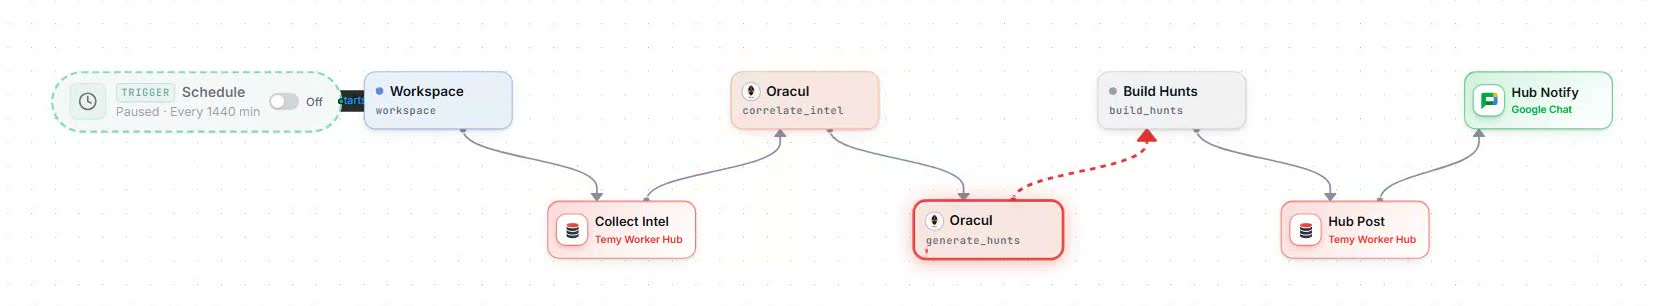 TRIGGER Schedule
Paused · Every 1440 min
Off
Workspace
workspace
Collect Intel
Temy Worker Hub
Oracul
correlate_intel
Oracul
generate_hunts
Build Hunts
build_hunts
Hub Post
Temy Worker Hub
Hub Notify
Google Chat